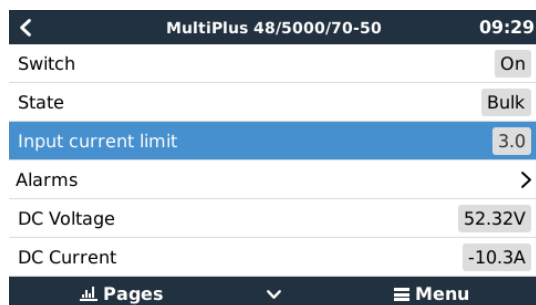 MultiPlus 48/5000/70-50 09:29
Switch On
State Bulk
Input current limit 3.0
Alarms
DC Voltage 52.32V
DC Current -10.3A
Pages Menu